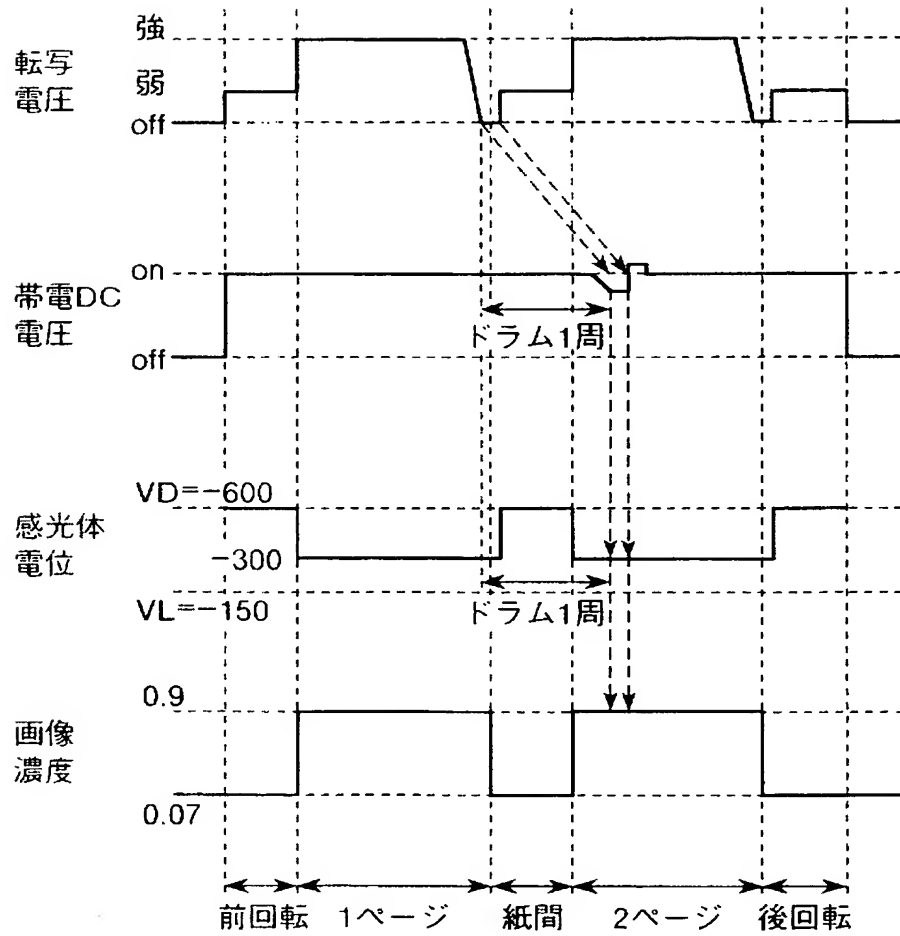 転写
電圧
強
弱
off
帯電DC
電圧
on
off
ドラム1周
感光体
電位
VD=-600
-300
VL=-150
ドラム1周
画像
濃度
0.9
0.07
前回転
1ページ
紙間
2ページ
後回転